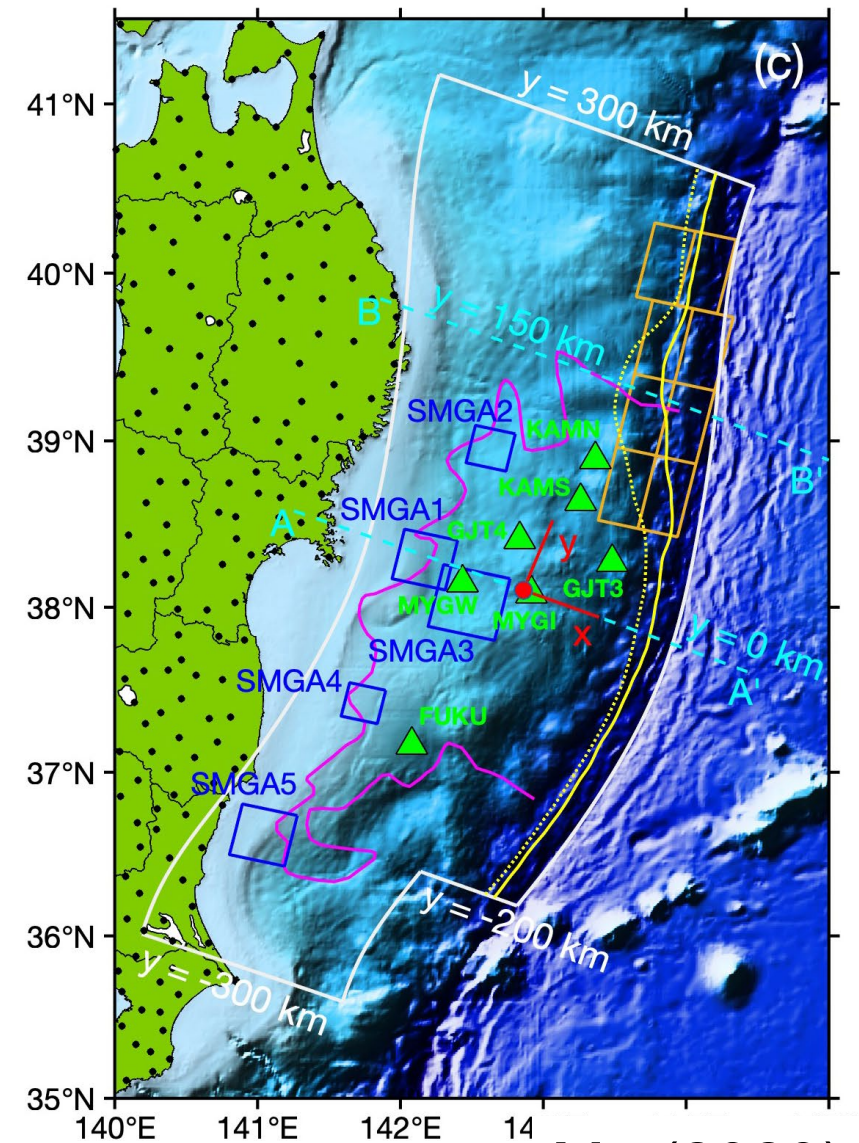 (c)
y = 300 km
41°N
40°N
B
y = 150 km
SMGA2
KAMN
39°N
B'
KAMS
SMGA1
A
GJT4
y
GJT3
38°N
MYGW
MYGI
x
y = 0 km
SMGA3
SMGA4
A'
FUKU
37°N
SMGA5
36°N
y = -200 km
y = -300 km
35°N
140°E 141°E 142°E 14